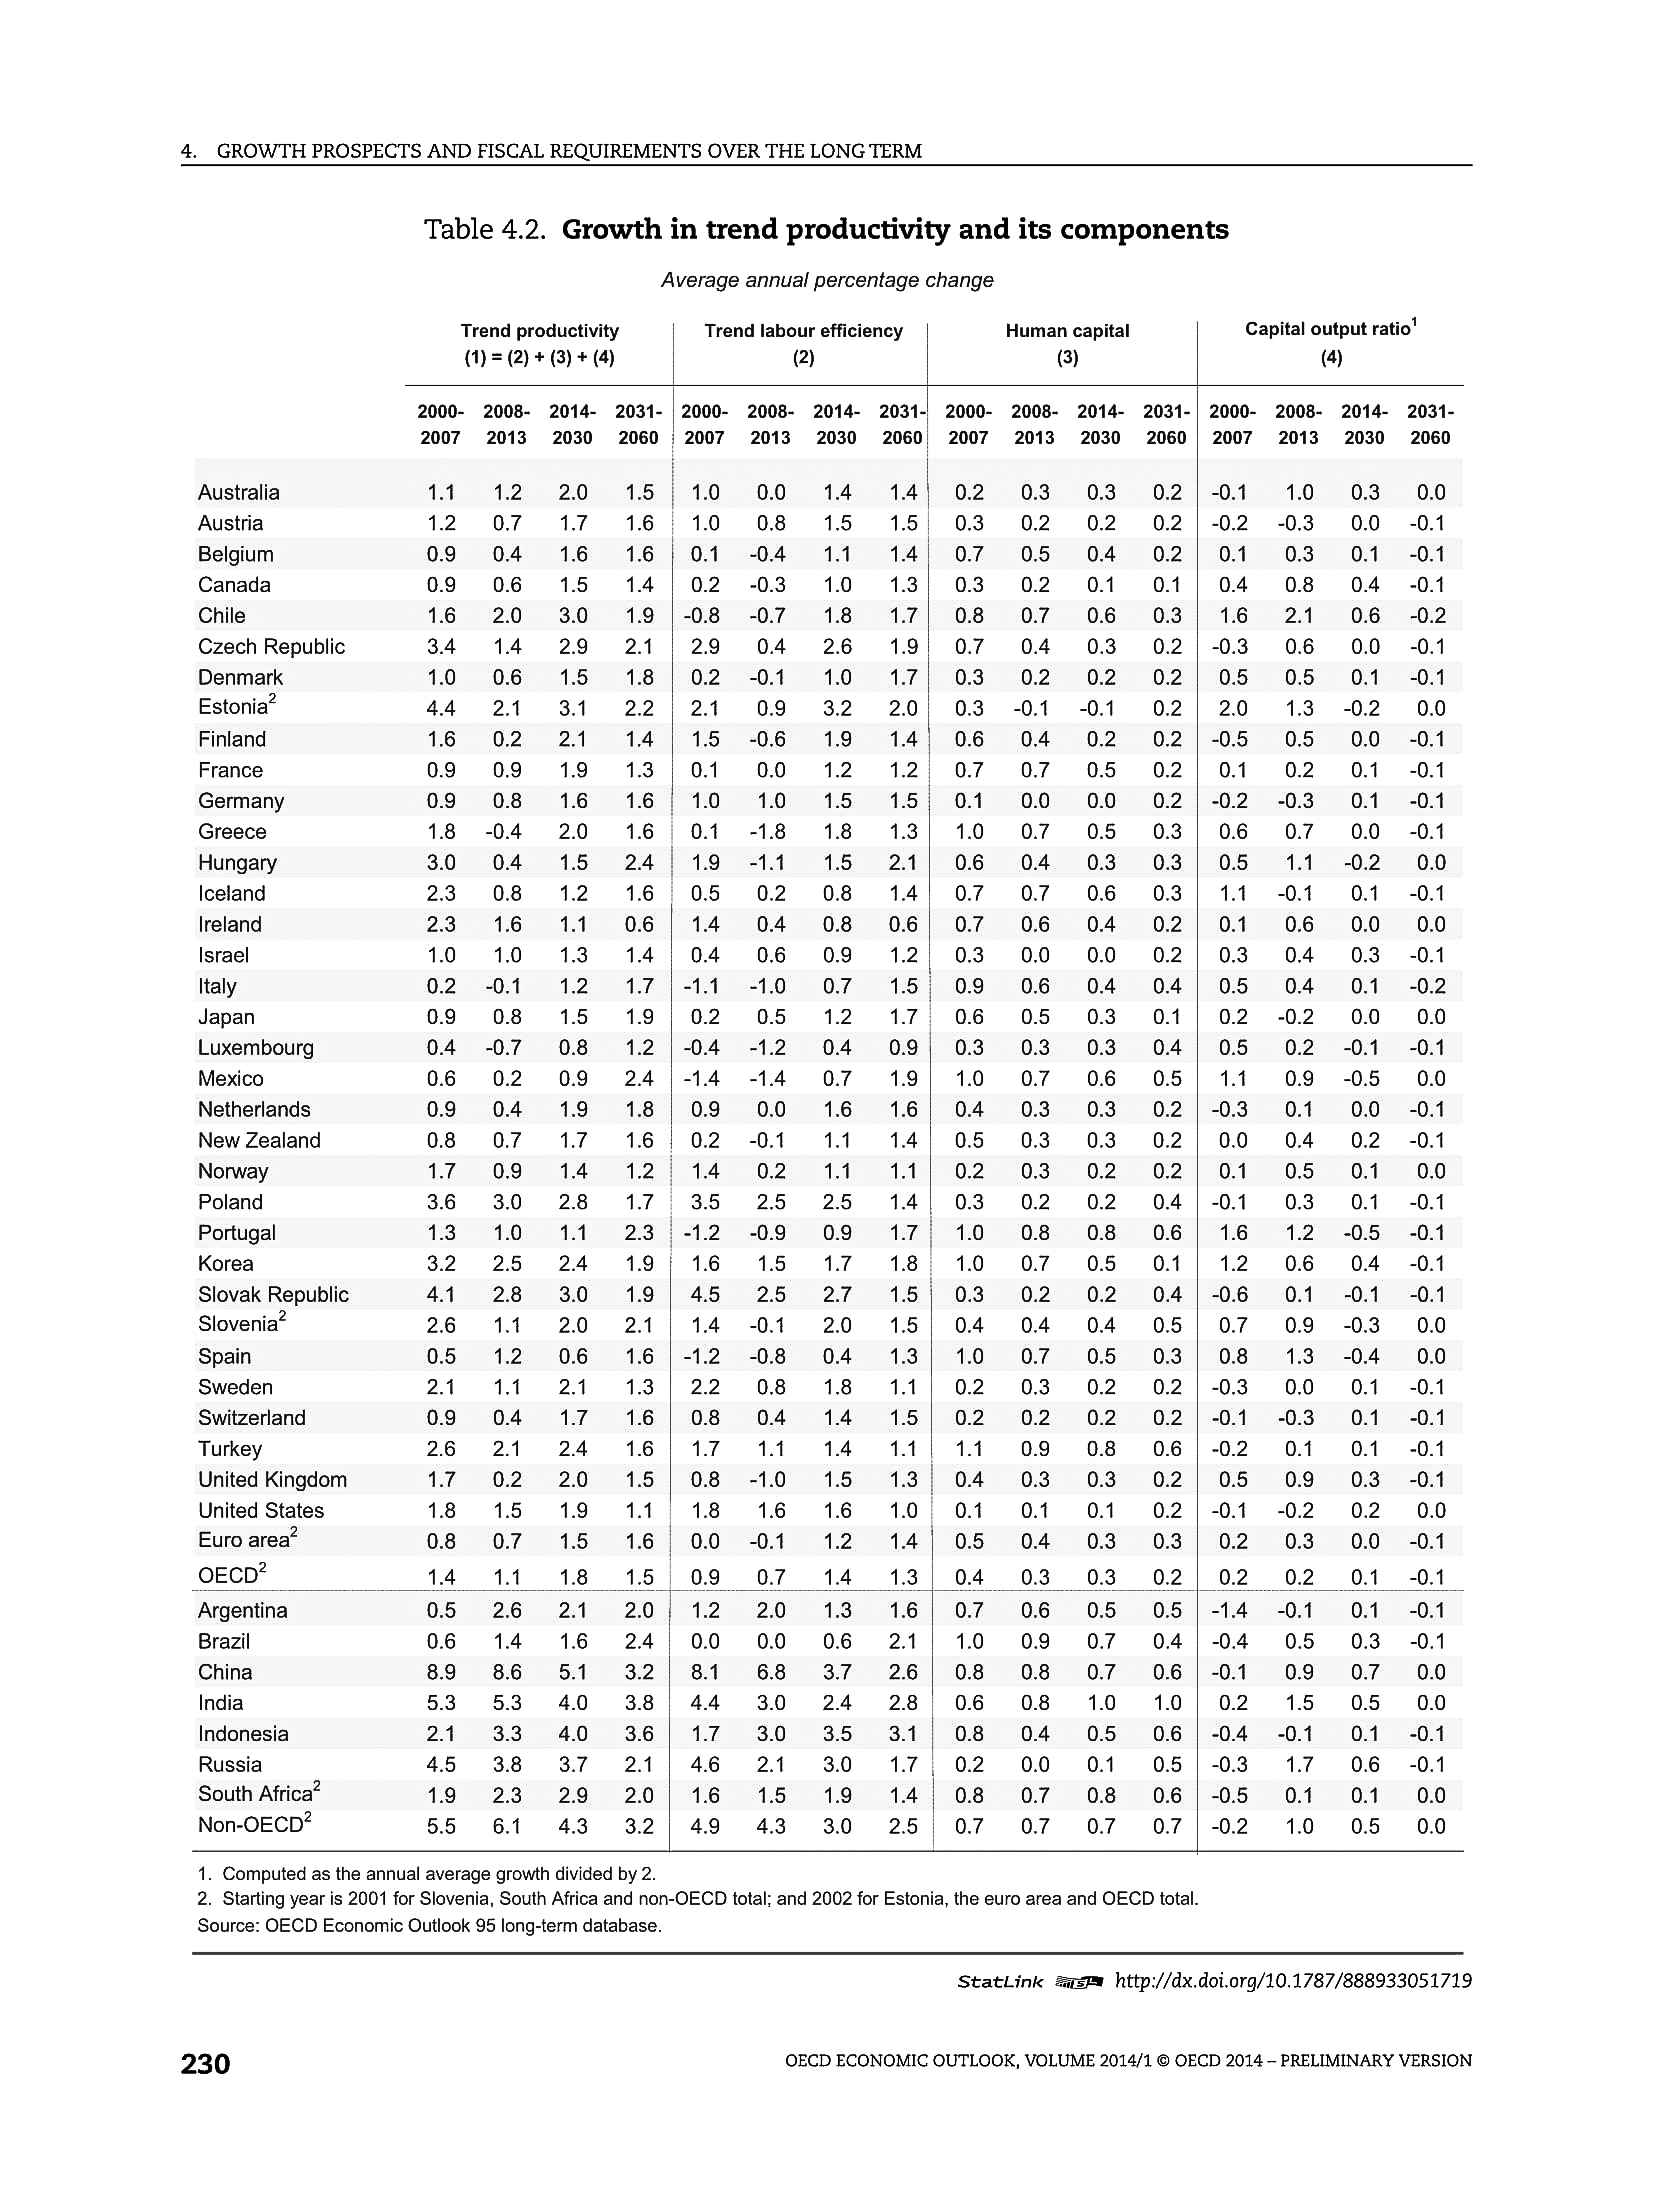 4. GROWTH PROSPECTS AND FISCAL REQUIREMENTS OVER THE LONG TERM
Table 4.2. Growth in trend productivity and its components
Average annual percentage change
Trend productivity Trend labour efficiency Human capital Capital output ratio1
(1) = (2) + (3) + (4) (2) (3) (4)
2000- 2008- 2014- 2031- 2000- 2008- 2014- 2031- 2000- 2008- 2014- 2031- 2000- 2008- 2014- 2031-
2007 2013 2030 2060 2007 2013 2030 2060 2007 2013 2030 2060 2007 2013 2030 2060
Australia 1.1 1.2 2.0 1.5 1.0 0.0 1.4 1.4 0.2 0.3 0.3 0.2 -0.1 1.0 0.3 0.0
Austria 1.2 0.7 1.7 1.6 1.0 0.8 1.5 1.5 0.3 0.2 0.2 0.2 -0.2 -0.3 0.0 -0.1
Belgium 0.9 0.4 1.6 1.6 0.1 -0.4 1.1 1.4 0.7 0.5 0.4 0.2 0.1 0.3 0.1 -0.1
Canada 0.9 0.6 1.5 1.4 0.2 -0.3 1.0 1.3 0.3 0.2 0.1 0.1 0.4 0.8 0.4 -0.1
Chile 1.6 2.0 3.0 1.9 -0.8 -0.7 1.8 1.7 0.8 0.7 0.6 0.3 1.6 2.1 0.6 -0.2
Czech Republic 3.4 1.4 2.9 2.1 2.9 0.4 2.6 1.9 0.7 0.4 0.3 0.2 -0.3 0.6 0.0 -0.1
Denmark 1.0 0.6 1.5 1.8 0.2 -0.1 1.0 1.7 0.3 0.2 0.2 0.2 0.5 0.5 0.1 -0.1
Estonia2 4.4 2.1 3.1 2.2 2.1 0.9 3.2 2.0 0.3 -0.1 -0.1 0.2 2.0 1.3 -0.2 0.0
Finland 1.6 0.2 2.1 1.4 1.5 -0.6 1.9 1.4 0.6 0.4 0.2 0.2 -0.5 0.5 0.0 -0.1
France 0.9 0.9 1.9 1.3 0.1 0.0 1.2 1.2 0.7 0.7 0.5 0.2 0.1 0.2 0.1 -0.1
Germany 0.9 0.8 1.6 1.6 1.0 1.0 1.5 1.5 0.1 0.0 0.0 0.2 -0.2 -0.3 0.1 -0.1
Greece 1.8 -0.4 2.0 1.6 0.1 -1.8 1.8 1.3 1.0 0.7 0.5 0.3 0.6 0.7 0.0 -0.1
Hungary 3.0 0.4 1.5 2.4 1.9 -1.1 1.5 2.1 0.6 0.4 0.3 0.3 0.5 1.1 -0.2 0.0
Iceland 2.3 0.8 1.2 1.6 0.5 0.2 0.8 1.4 0.7 0.7 0.6 0.3 1.1 -0.1 0.1 -0.1
Ireland 2.3 1.6 1.1 0.6 1.4 0.4 0.8 0.6 0.7 0.6 0.4 0.2 0.1 0.6 0.0 0.0
Israel 1.0 1.0 1.3 1.4 0.4 0.6 0.9 1.2 0.3 0.0 0.0 0.2 0.3 0.4 0.3 -0.1
Italy 0.2 -0.1 1.2 1.7 -1.1 -1.0 0.7 1.5 0.9 0.6 0.4 0.4 0.5 0.4 0.1 -0.2
Japan 0.9 0.8 1.5 1.9 0.2 0.5 1.2 1.7 0.6 0.5 0.3 0.1 0.2 -0.2 0.0 0.0
Luxembourg 0.4 -0.7 0.8 1.2 -0.4 -1.2 0.4 0.9 0.3 0.3 0.3 0.4 0.5 0.2 -0.1 -0.1
Mexico 0.6 0.2 0.9 2.4 -1.4 -1.4 0.7 1.9 1.0 0.7 0.6 0.5 1.1 0.9 -0.5 0.0
Netherlands 0.9 0.4 1.9 1.8 0.9 0.0 1.6 1.6 0.4 0.3 0.3 0.2 -0.3 0.1 0.0 -0.1
New Zealand 0.8 0.7 1.7 1.6 0.2 -0.1 1.1 1.4 0.5 0.3 0.3 0.2 0.0 0.4 0.2 -0.1
Norway 1.7 0.9 1.4 1.2 1.4 0.2 1.1 1.1 0.2 0.3 0.2 0.2 0.1 0.5 0.1 0.0
Poland 3.6 3.0 2.8 1.7 3.5 2.5 2.5 1.4 0.3 0.2 0.2 0.4 -0.1 0.3 0.1 -0.1
Portugal 1.3 1.0 1.1 2.3 -1.2 -0.9 0.9 1.7 1.0 0.8 0.8 0.6 1.6 1.2 -0.5 -0.1
Korea 3.2 2.5 2.4 1.9 1.6 1.5 1.7 1.8 1.0 0.7 0.5 0.1 1.2 0.6 0.4 -0.1
Slovak Republic 4.1 2.8 3.0 1.9 4.5 2.5 2.7 1.5 0.3 0.2 0.2 0.4 -0.6 0.1 -0.1 -0.1
Slovenia2 2.6 1.1 2.0 2.1 1.4 -0.1 2.0 1.5 0.4 0.4 0.4 0.5 0.7 0.9 -0.3 0.0
Spain 0.5 1.2 0.6 1.6 -1.2 -0.8 0.4 1.3 1.0 0.7 0.5 0.3 0.8 1.3 -0.4 0.0
Sweden 2.1 1.1 2.1 1.3 2.2 0.8 1.8 1.1 0.2 0.3 0.2 0.2 -0.3 0.0 0.1 -0.1
Switzerland 0.9 0.4 1.7 1.6 0.8 0.4 1.4 1.5 0.2 0.2 0.2 0.2 -0.1 -0.3 0.1 -0.1
Turkey 2.6 2.1 2.4 1.6 1.7 1.1 1.4 1.1 1.1 0.9 0.8 0.6 -0.2 0.1 0.1 -0.1
United Kingdom 1.7 0.2 2.0 1.5 0.8 -1.0 1.5 1.3 0.4 0.3 0.3 0.2 0.5 0.9 0.3 -0.1
United States 1.8 1.5 1.9 1.1 1.8 1.6 1.6 1.0 0.1 0.1 0.1 0.2 -0.1 -0.2 0.2 0.0
Euro area2 0.8 0.7 1.5 1.6 0.0 -0.1 1.2 1.4 0.5 0.4 0.3 0.3 0.2 0.3 0.0 -0.1
OECD2 1.4 1.1 1.8 1.5 0.9 0.7 1.4 1.3 0.4 0.3 0.3 0.2 0.2 0.2 0.1 -0.1
Argentina 0.5 2.6 2.1 2.0 1.2 2.0 1.3 1.6 0.7 0.6 0.5 0.5 -1.4 -0.1 0.1 -0.1
Brazil 0.6 1.4 1.6 2.4 0.0 0.0 0.6 2.1 1.0 0.9 0.7 0.4 -0.4 0.5 0.3 -0.1
China 8.9 8.6 5.1 3.2 8.1 6.8 3.7 2.6 0.8 0.8 0.7 0.6 -0.1 0.9 0.7 0.0
India 5.3 5.3 4.0 3.8 4.4 3.0 2.4 2.8 0.6 0.8 1.0 1.0 0.2 1.5 0.5 0.0
Indonesia 2.1 3.3 4.0 3.6 1.7 3.0 3.5 3.1 0.8 0.4 0.5 0.6 -0.4 -0.1 0.1 -0.1
Russia 4.5 3.8 3.7 2.1 4.6 2.1 3.0 1.7 0.2 0.0 0.1 0.5 -0.3 1.7 0.6 -0.1
South Africa2 1.9 2.3 2.9 2.0 1.6 1.5 1.9 1.4 0.8 0.7 0.8 0.6 -0.5 0.1 0.1 0.0
Non-OECD2 5.5 6.1 4.3 3.2 4.9 4.3 3.0 2.5 0.7 0.7 0.7 0.7 -0.2 1.0 0.5 0.0
1. Computed as the annual average growth divided by 2.
2. Starting year is 2001 for Slovenia, South Africa and non-OECD total; and 2002 for Estonia, the euro area and OECD total.
Source: OECD Economic Outlook 95 long-term database.
StatLink http://dx.doi.org/10.1787/888933051719
230 OECD ECONOMIC OUTLOOK, VOLUME 2014/1 © OECD 2014 – PRELIMINARY VERSION